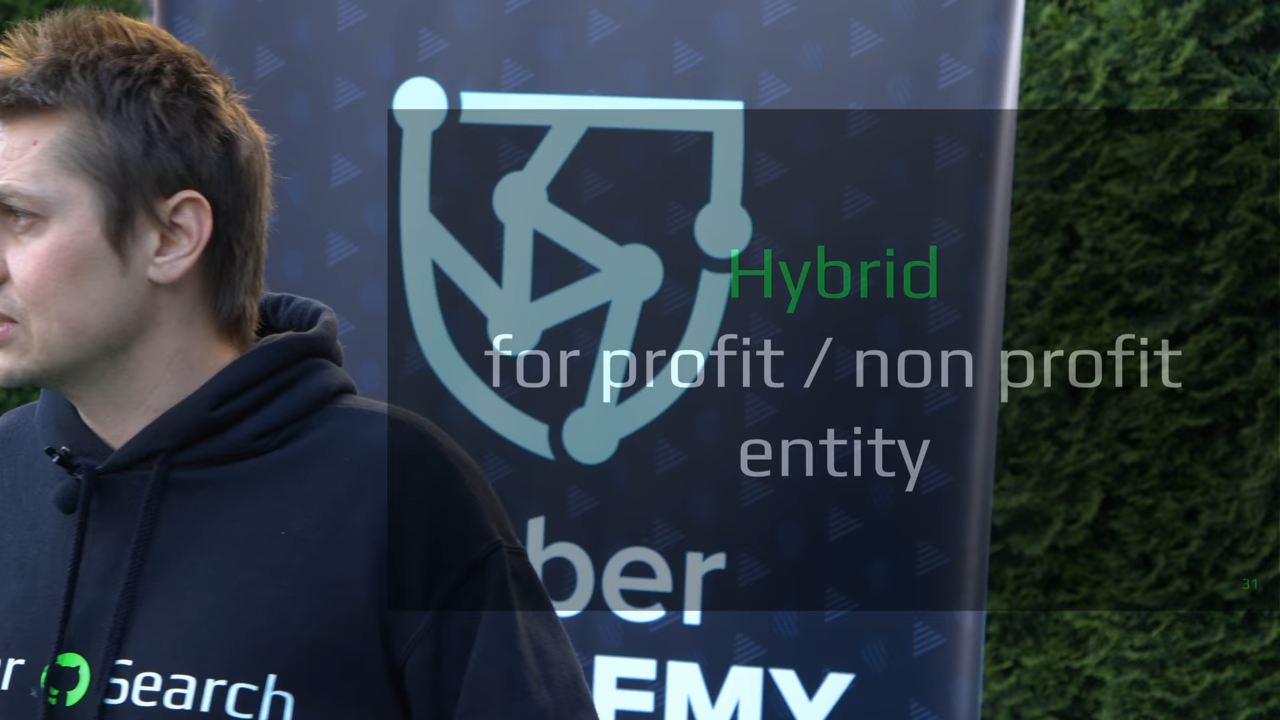 Hybrid
for profit / non profit
entity
31
ber
EMY
r Search